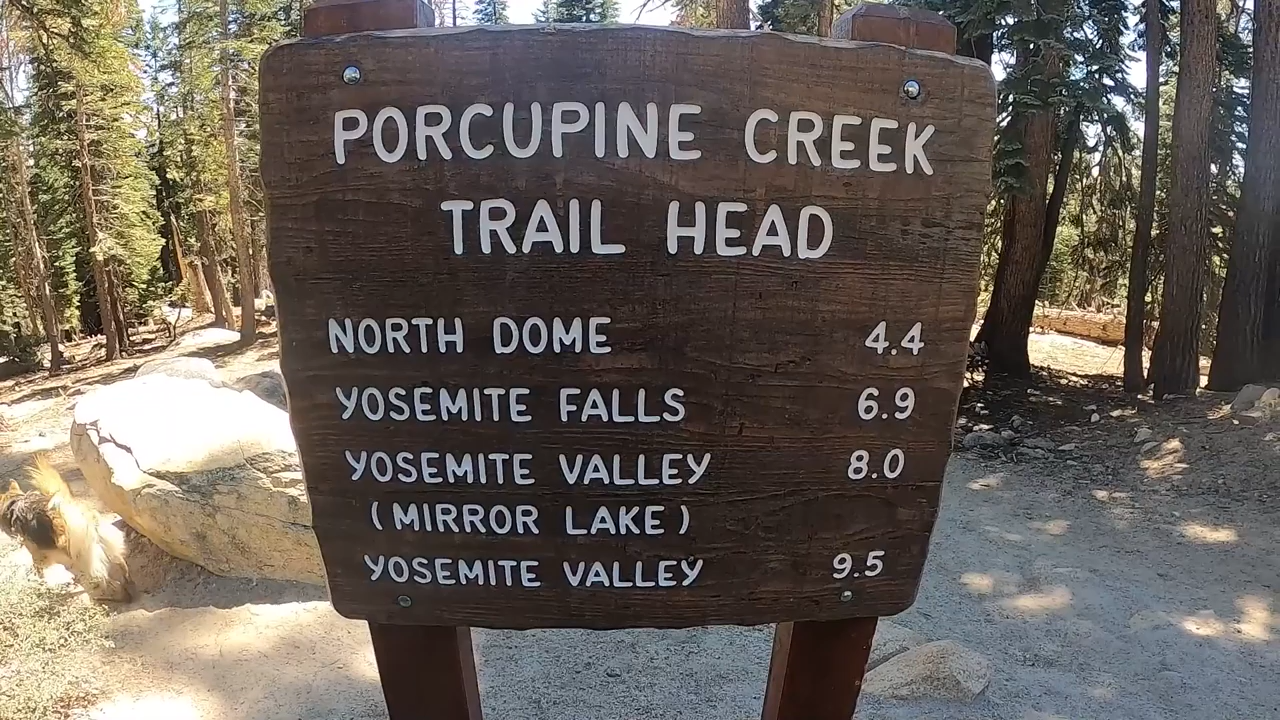 PORCUPINE CREEK
TRAIL HEAD
NORTH DOME 4.4
YOSEMITE FALLS 6.9
YOSEMITE VALLEY 8.0
(MIRROR LAKE)
YOSEMITE VALLEY 9.5